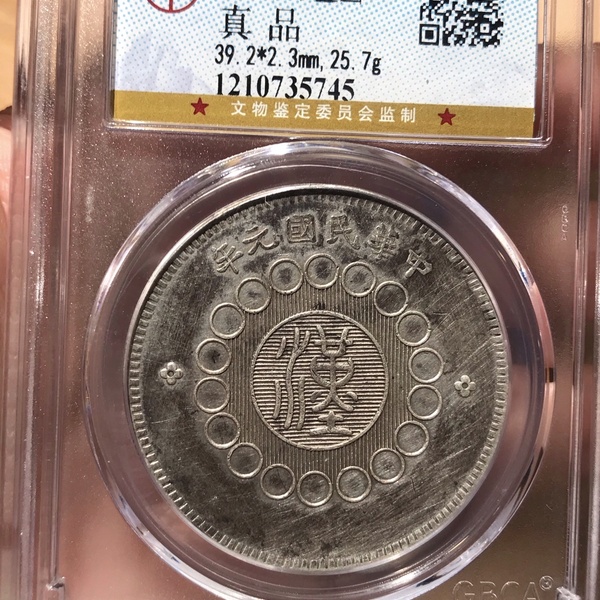 真品
39.2*2.3mm,25.7g
1210735745
★ 文物鉴定委员会监制 ★
中華民國元年
漢
GBCA®